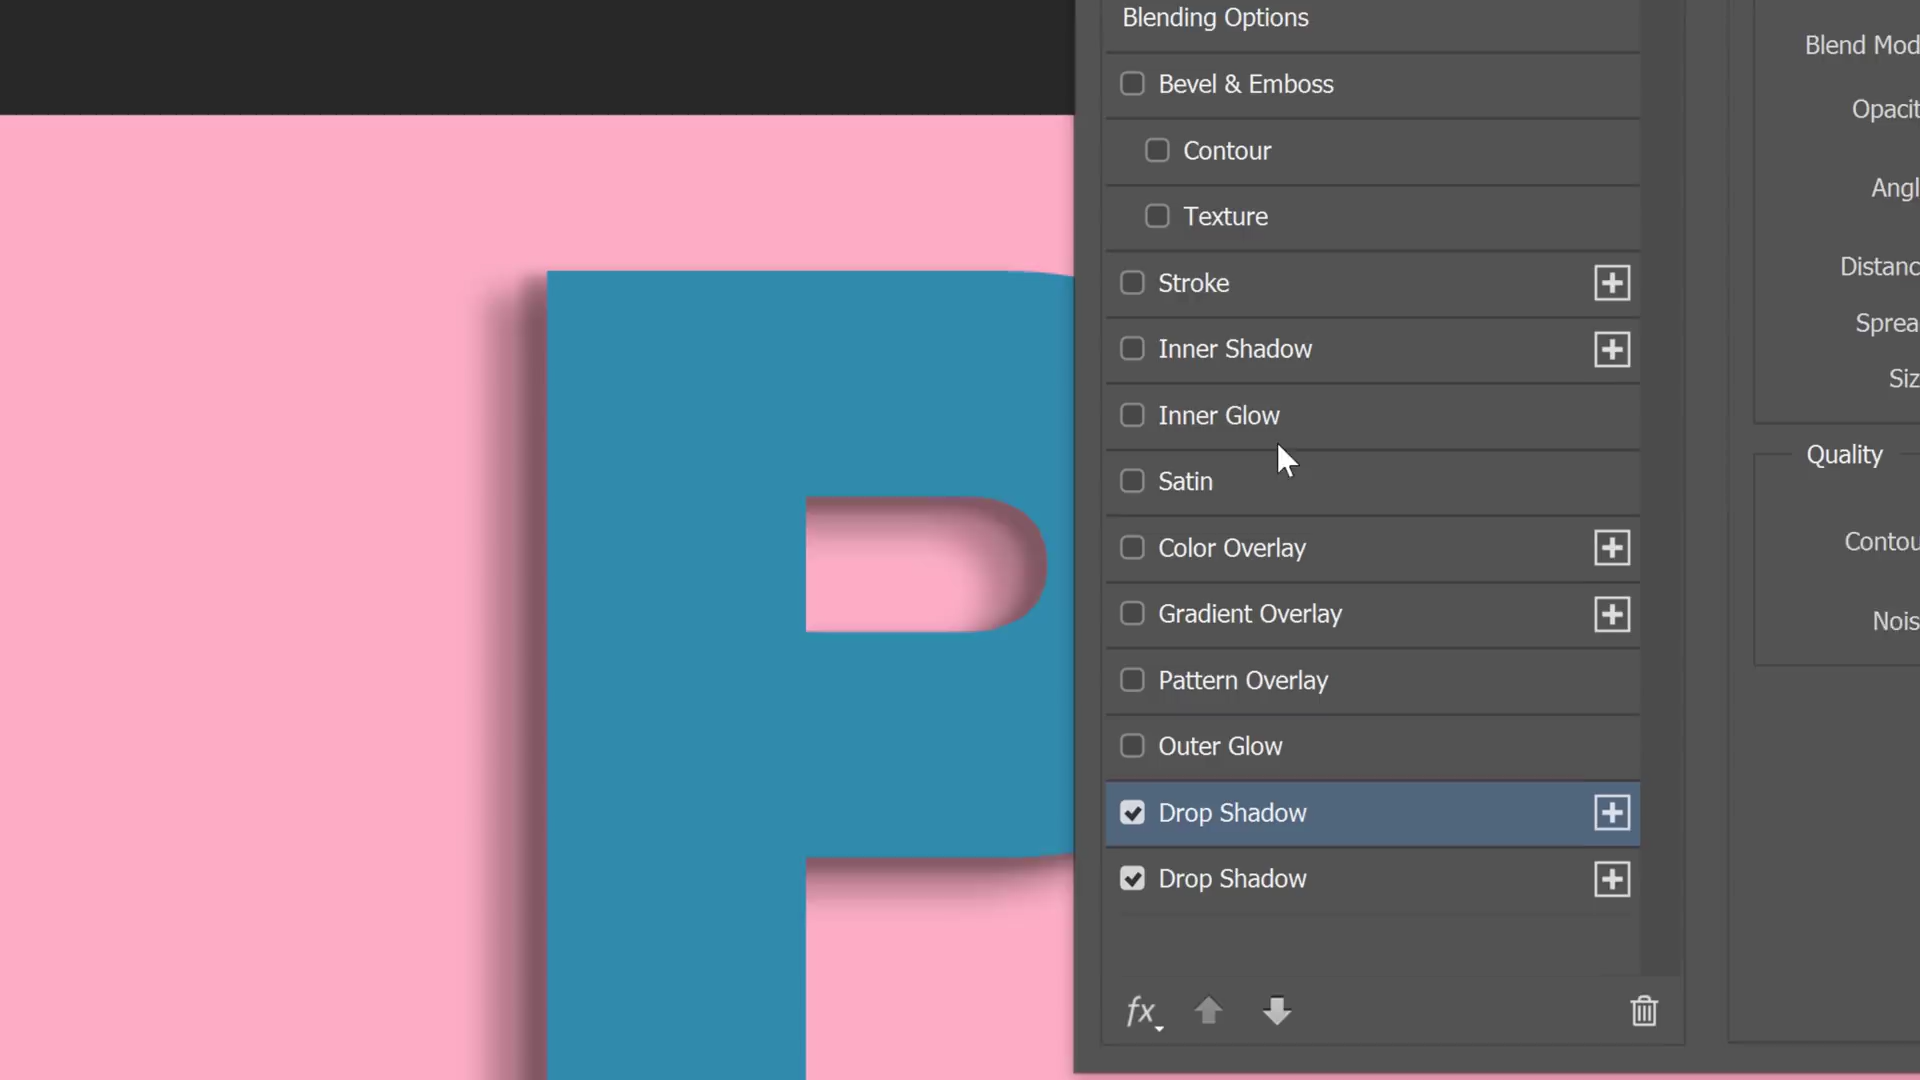 Blending Options
Bevel & Emboss
Contour
Texture
Stroke
Inner Shadow
Inner Glow
Satin
Color Overlay
Gradient Overlay
Pattern Overlay
Outer Glow
Drop Shadow
Drop Shadow
fx
Blend Mod
Opacit
Angl
Distanc
Sprea
Siz
Quality
Contou
Nois
P